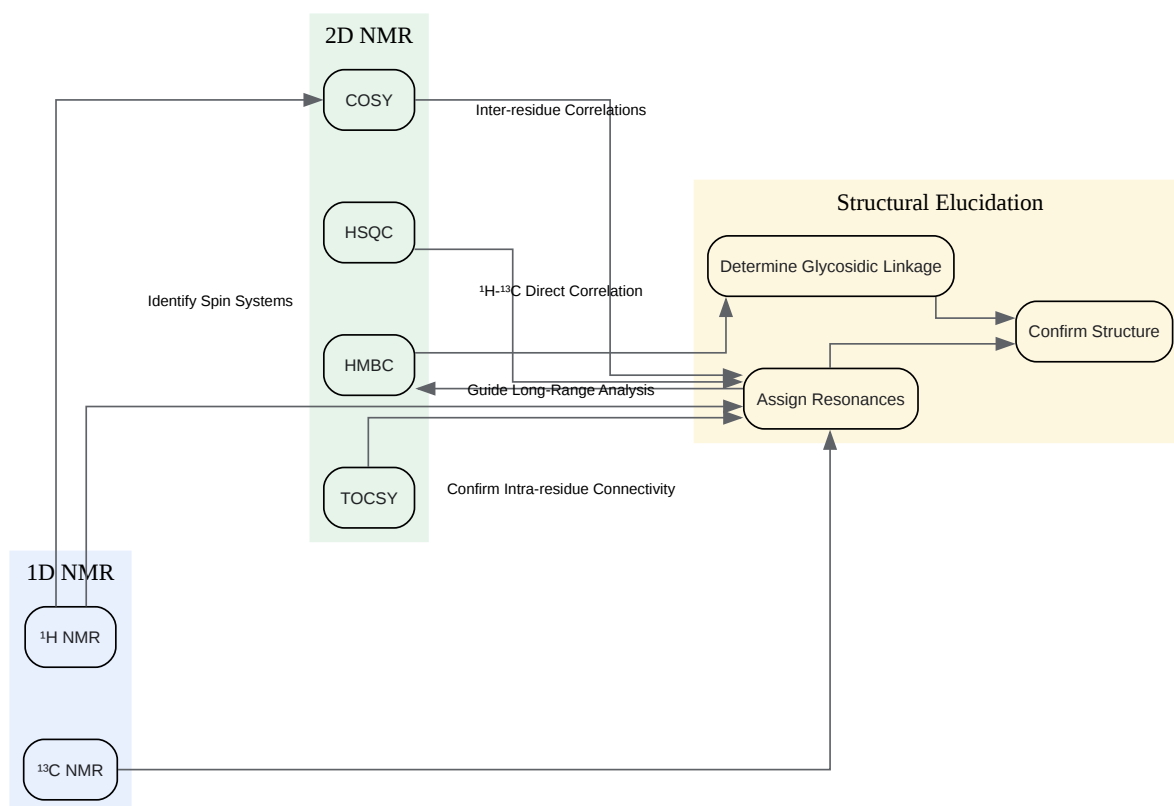 2D NMR
COSY
Inter-residue Correlations
HSQC
Structural Elucidation
Determine Glycosidic Linkage
¹H-¹³C Direct Correlation
Identify Spin Systems
Confirm Structure
HMBC
Guide Long-Range Analysis
Assign Resonances
TOCSY
Confirm Intra-residue Connectivity
1D NMR
¹H NMR
¹³C NMR